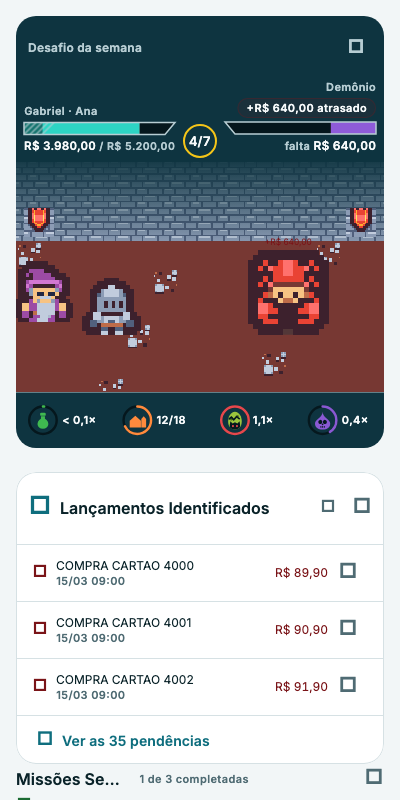 Desafio da semana
Demônio
Gabriel · Ana
+R$ 640,00 atrasado
R$ 3.980,00 / R$ 5.200,00
4/7
falta R$ 640,00
+R$ 640,00
< 0,1×
12/18
1,1×
0,4×
Lançamentos Identificados
COMPRA CARTAO 4000
15/03 09:00
R$ 89,90
COMPRA CARTAO 4001
15/03 09:00
R$ 90,90
COMPRA CARTAO 4002
15/03 09:00
R$ 91,90
Ver as 35 pendências
Missões Se...
1 de 3 completadas